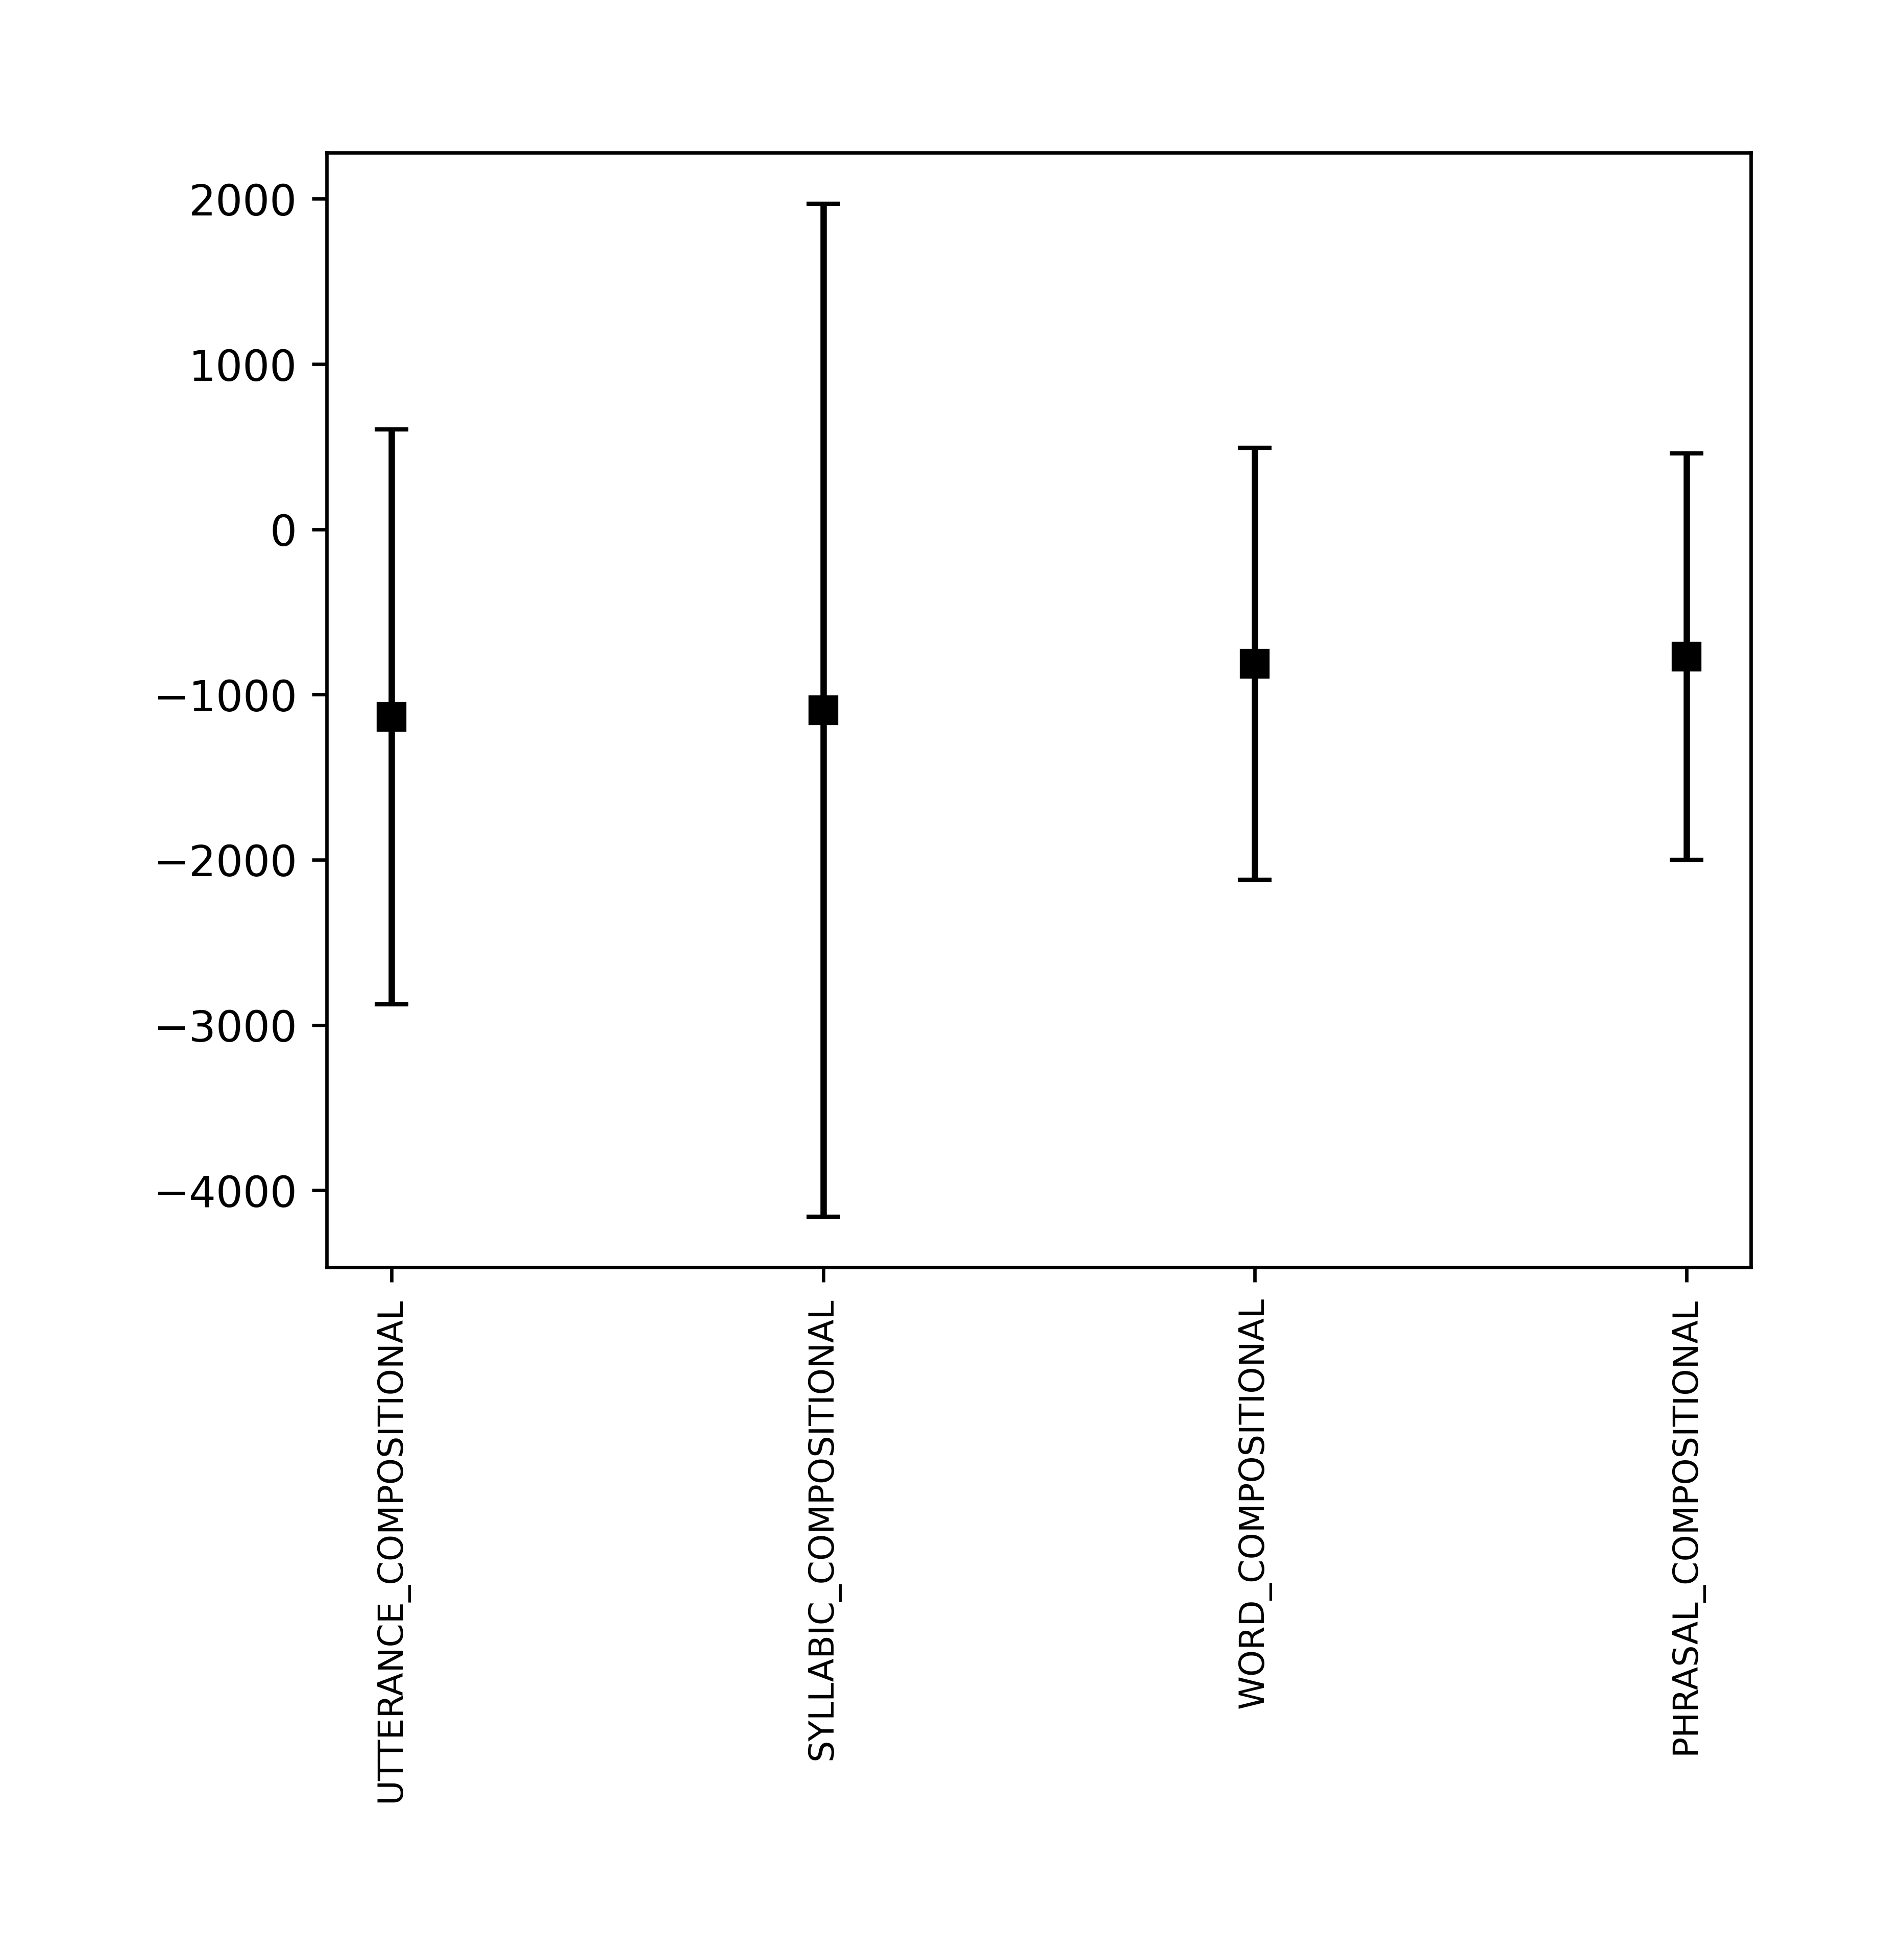 2000
1000
0
−1000
−2000
−3000
−4000
UTTERANCE_COMPOSITIONAL
SYLLABIC_COMPOSITIONAL
WORD_COMPOSITIONAL
PHRASAL_COMPOSITIONAL